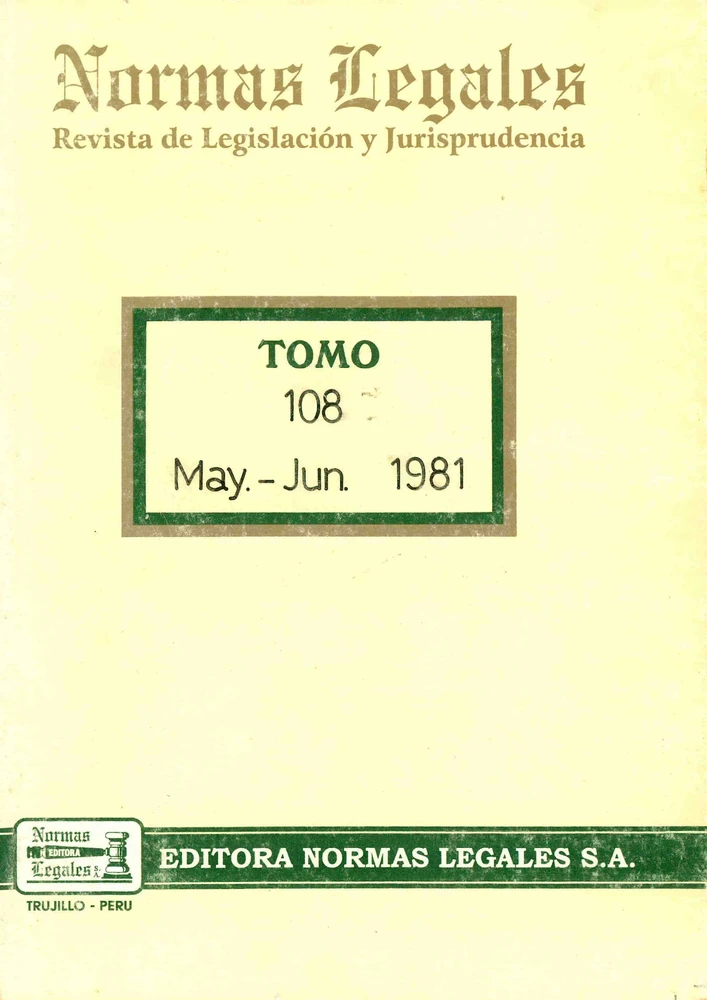 Normas Legales
Revista de Legislación y Jurisprudencia
TOMO
108
May. - Jun. 1981
Normas
EDITORA
Legales
EDITORA NORMAS LEGALES S.A.
TRUJILLO - PERU